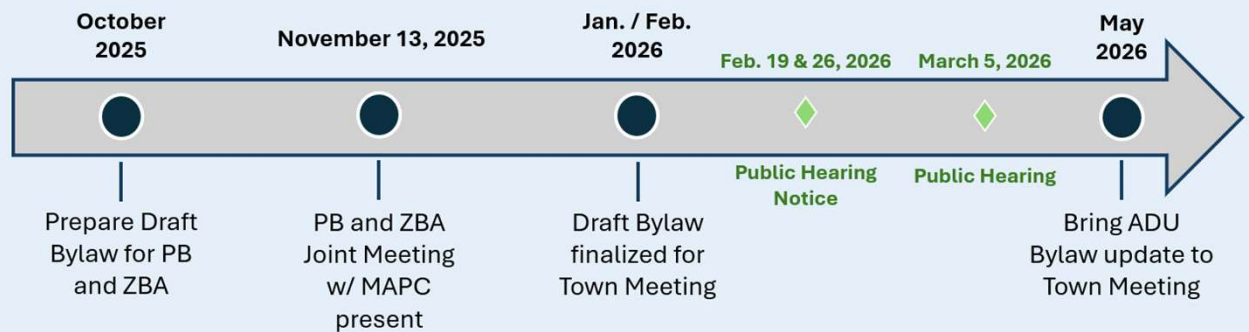 October
2025
November 13, 2025
Jan. / Feb.
2026
Feb. 19 & 26, 2026
March 5, 2026
May
2026
Prepare Draft
Bylaw for PB
and ZBA
PB and ZBA
Joint Meeting
w/ MAPC
present
Draft Bylaw
finalized for
Town Meeting
Public Hearing
Notice
Public Hearing
Bring ADU
Bylaw update to
Town Meeting